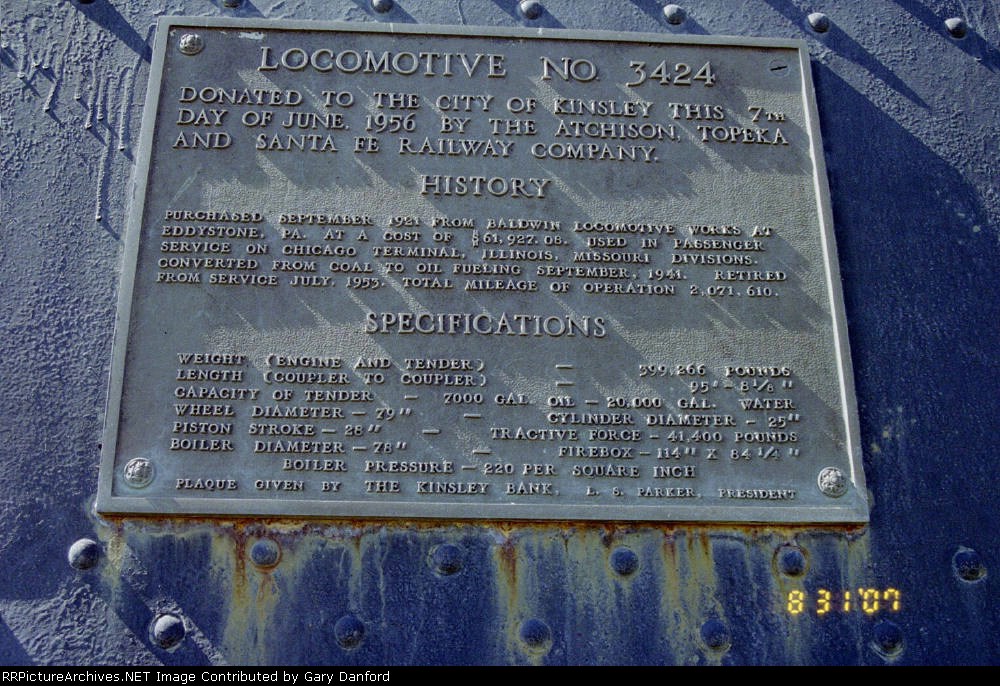 LOCOMOTIVE NO. 3424
DONATED TO THE CITY OF KINSLEY THIS 7TH
DAY OF JUNE, 1956 BY THE ATCHISON, TOPEKA
AND SANTA FE RAILWAY COMPANY.
HISTORY
PURCHASED SEPTEMBER 1921 FROM BALDWIN LOCOMOTIVE WORKS AT
EDDYSTONE, PA. AT A COST OF $61,927.08. USED IN PASSENGER
SERVICE ON CHICAGO TERMINAL, ILLINOIS, MISSOURI DIVISIONS.
CONVERTED FROM COAL TO OIL FUELING SEPTEMBER, 1941. RETIRED
FROM SERVICE JULY, 1953. TOTAL MILEAGE OF OPERATION 2,071,610.
SPECIFICATIONS
WEIGHT (ENGINE AND TENDER) — 599,266 POUNDS
LENGTH (COUPLER TO COUPLER) — 95' - 8 1/8"
CAPACITY OF TENDER — 7000 GAL. OIL - 20,000 GAL. WATER
WHEEL DIAMETER - 79" — CYLINDER DIAMETER - 25"
PISTON STROKE - 28" — TRACTIVE FORCE - 41,400 POUNDS
BOILER DIAMETER - 78" — FIREBOX - 114" X 84 1/4"
BOILER PRESSURE - 220 PER SQUARE INCH
PLAQUE GIVEN BY THE KINSLEY BANK, L. S. PARKER, PRESIDENT
8 31 '07
RRPictureArchives.NET Image Contributed by Gary Danford